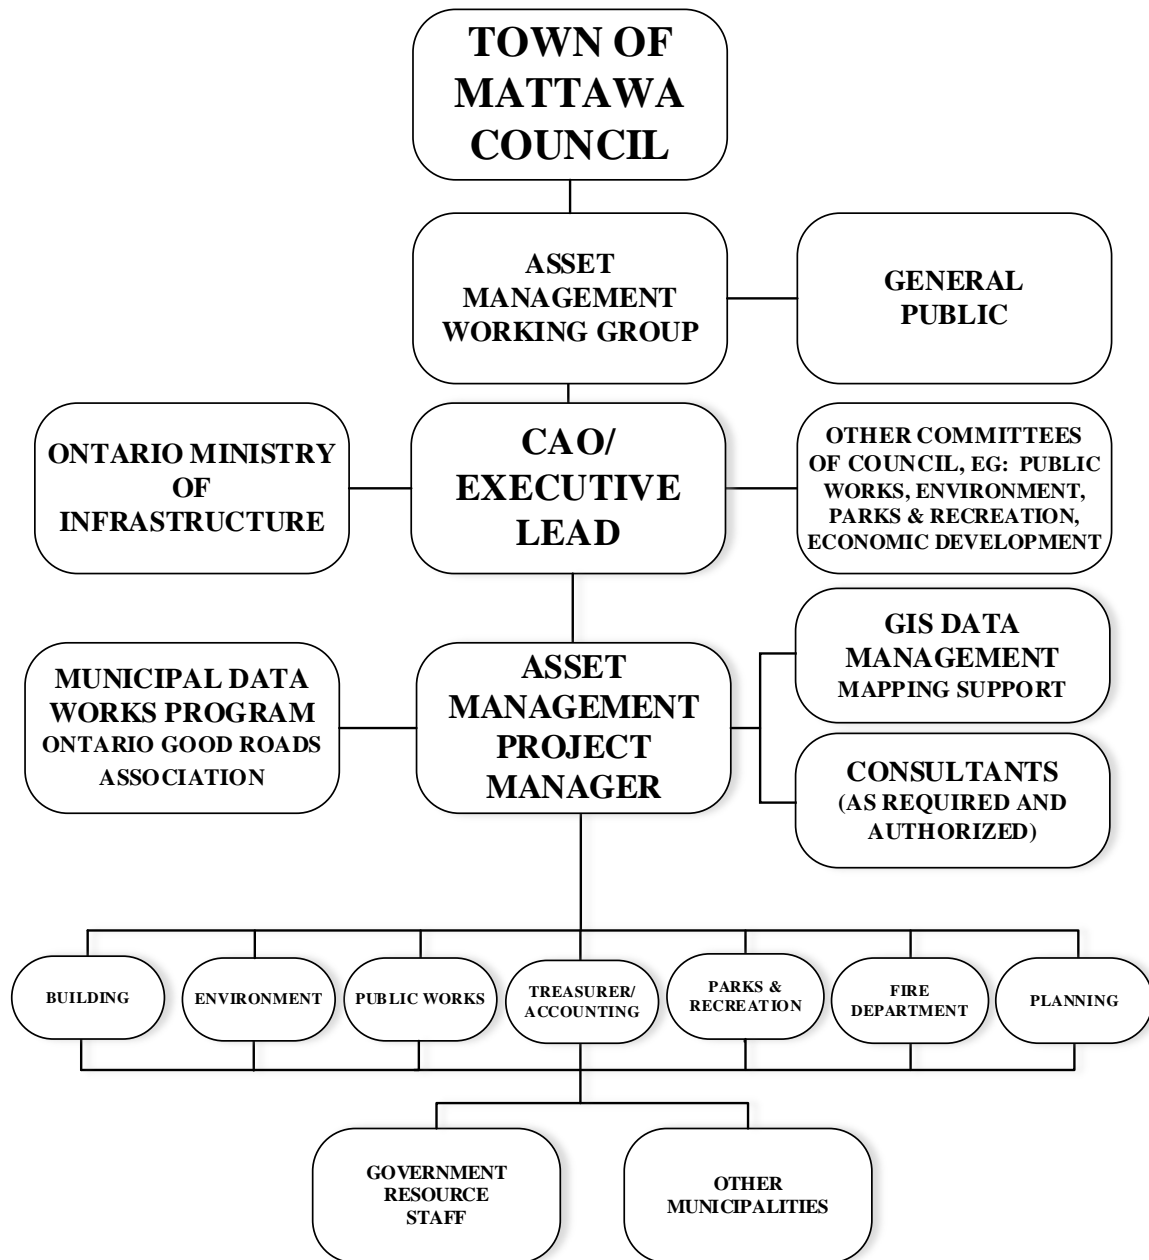 TOWN OF
MATTAWA
COUNCIL
ASSET
MANAGEMENT
WORKING GROUP
GENERAL
PUBLIC
ONTARIO MINISTRY
OF
INFRASTRUCTURE
CAO/
EXECUTIVE
LEAD
OTHER COMMITTEES
OF COUNCIL, EG: PUBLIC
WORKS, ENVIRONMENT,
PARKS & RECREATION,
ECONOMIC DEVELOPMENT
MUNICIPAL DATA
WORKS PROGRAM
ONTARIO GOOD ROADS
ASSOCIATION
ASSET
MANAGEMENT
PROJECT
MANAGER
GIS DATA
MANAGEMENT
MAPPING SUPPORT
CONSULTANTS
(AS REQUIRED AND
AUTHORIZED)
BUILDING
ENVIRONMENT
PUBLIC WORKS
TREASURER/
ACCOUNTING
PARKS &
RECREATION
FIRE
DEPARTMENT
PLANNING
GOVERNMENT
RESOURCE
STAFF
OTHER
MUNICIPALITIES